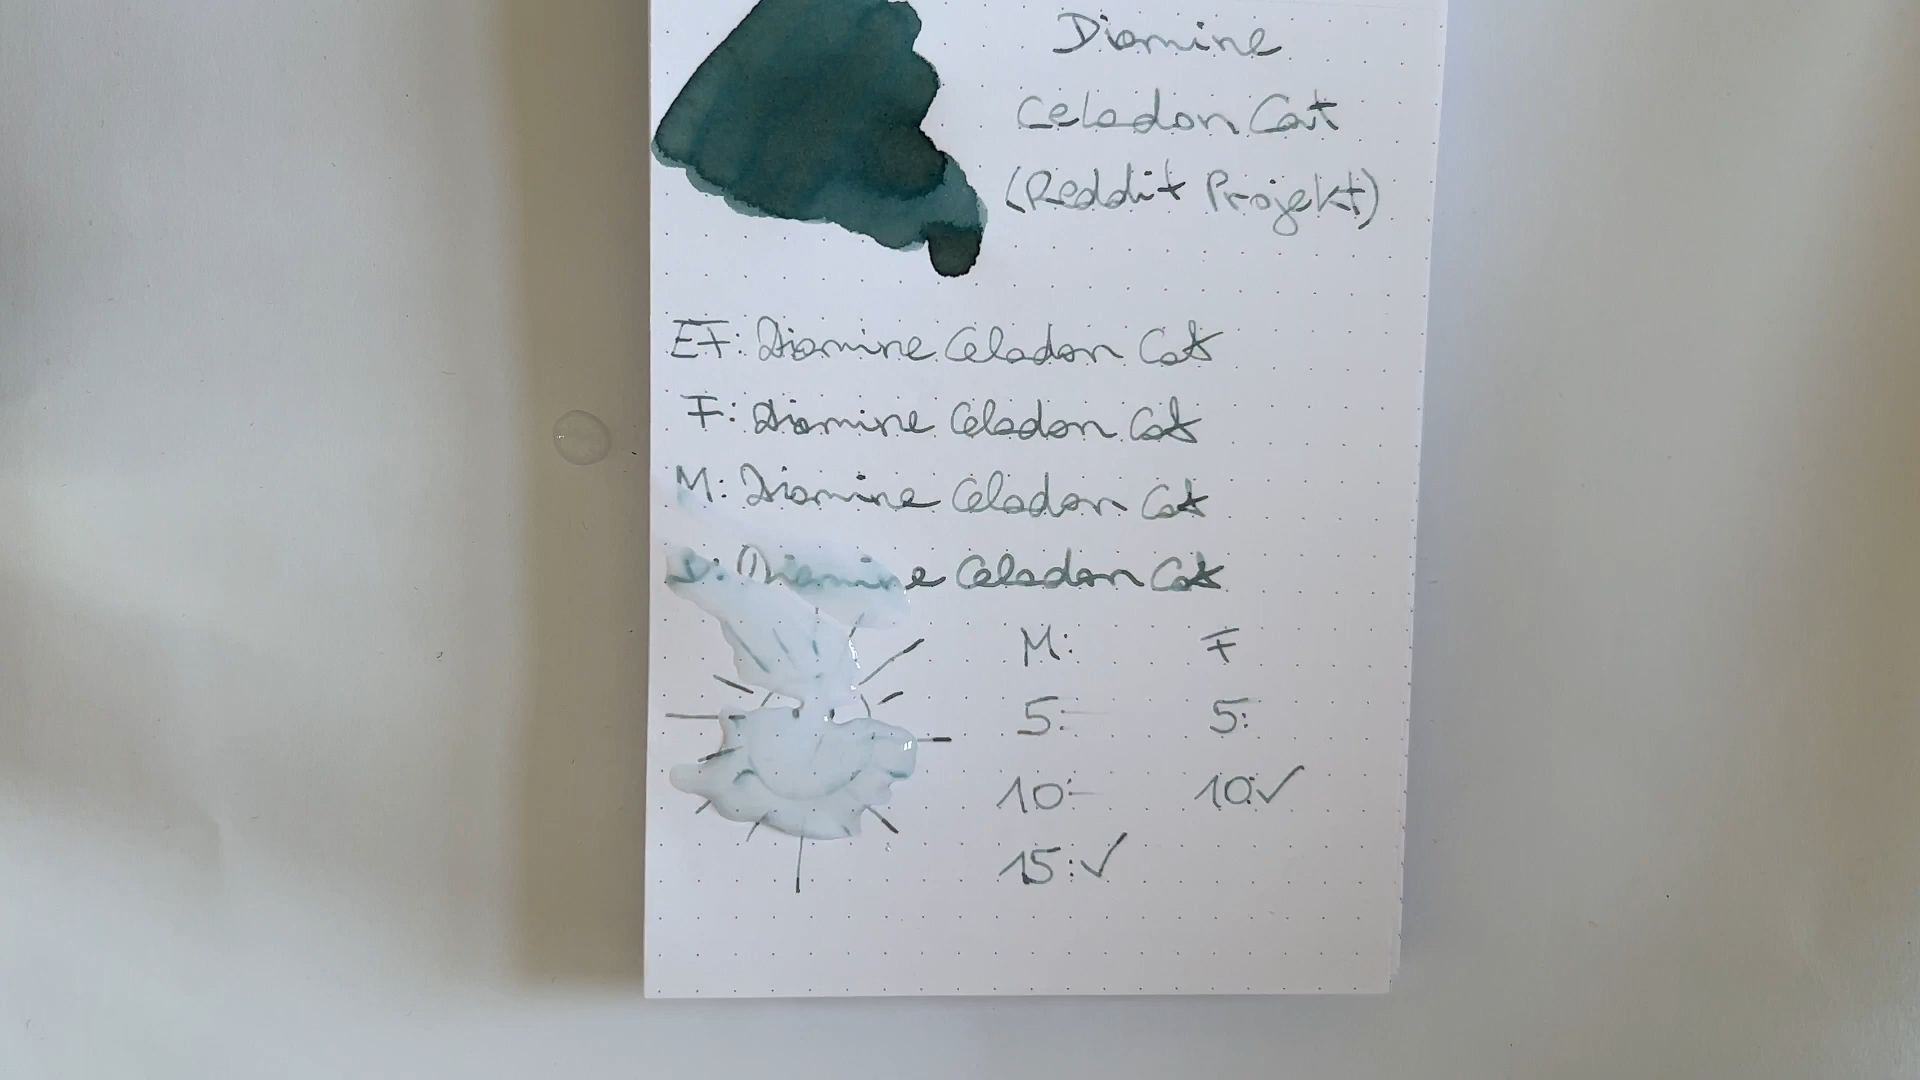 Diamine
Celadon Cat
(Reddit Projekt)
EF: Diamine Celadon Cat
F: Diamine Celadon Cat
M: Diamine Celadon Cat
B: Diamine Celadon Cat
M: F
5:- 5:
10:- 10:✓
15:✓